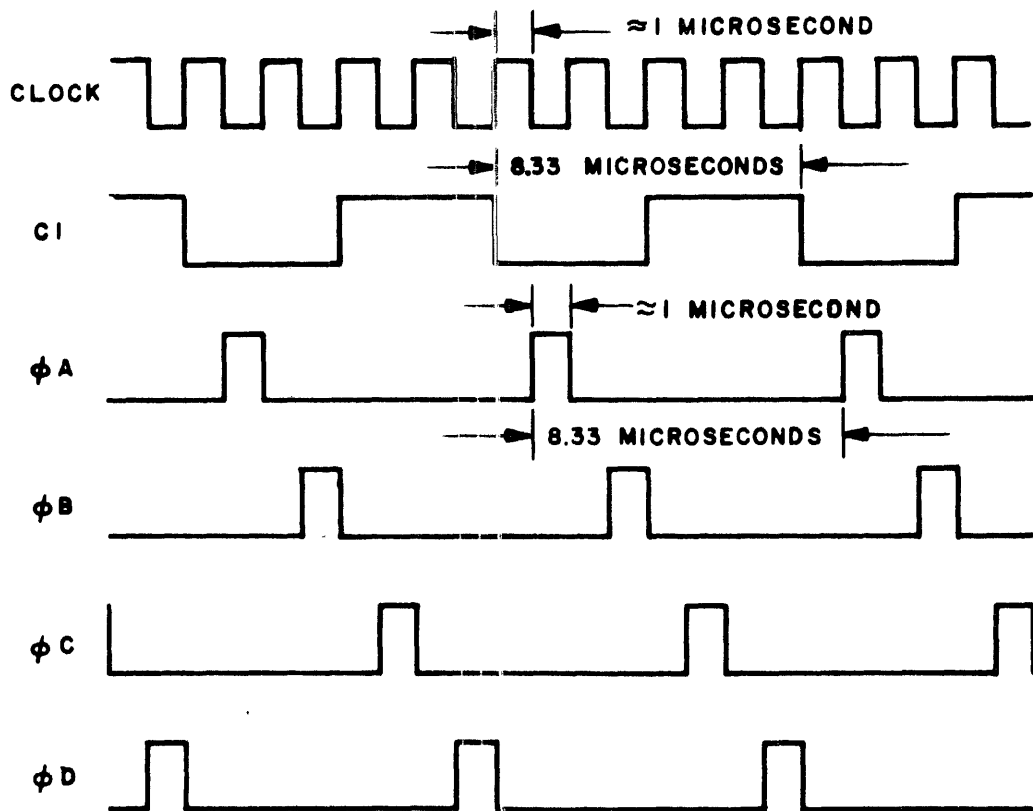 ≈1 MICROSECOND
CLOCK
8.33 MICROSECONDS
C1
≈1 MICROSECOND
ϕA
8.33 MICROSECONDS
ϕB
ϕC
ϕD